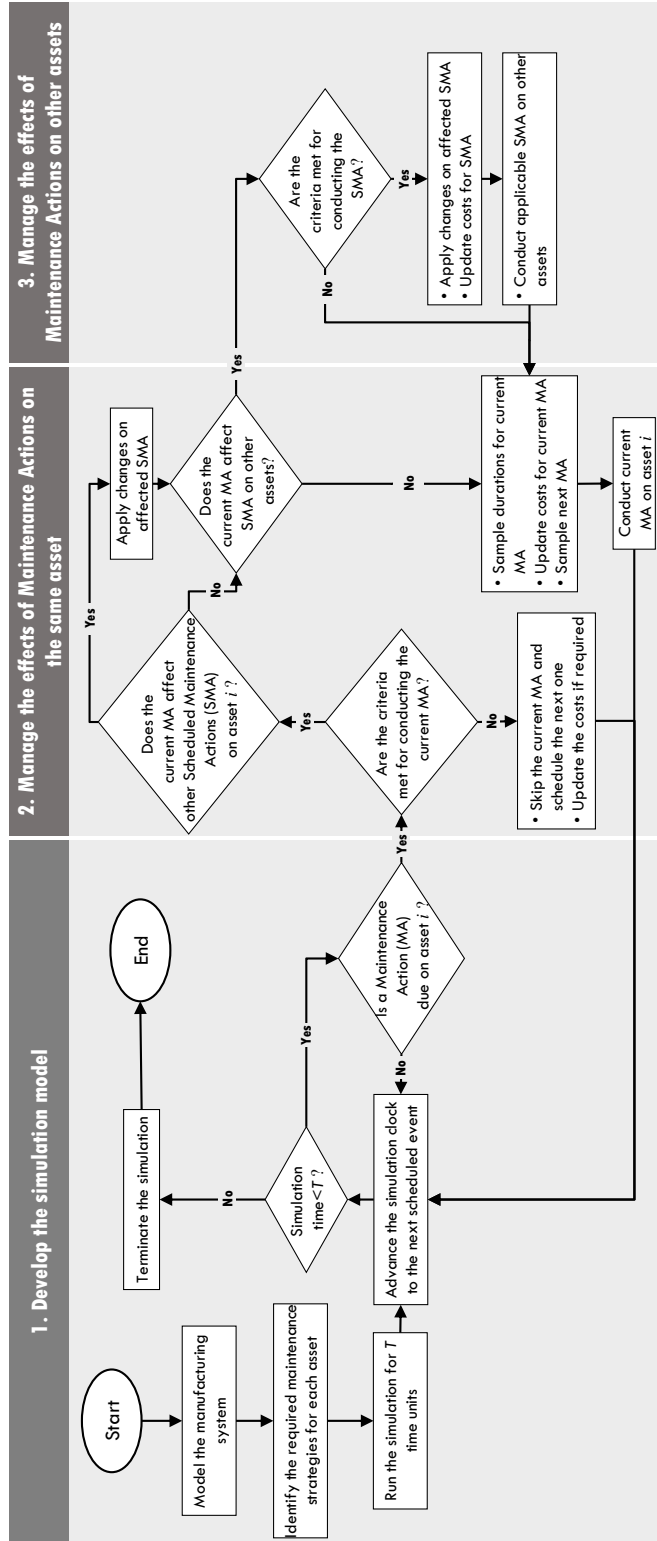 1. Develop the simulation model
Start
Model the manufacturing
system
Identify the required maintenance
strategies for each asset
Run the simulation for T
time units
Advance the simulation clock
to the next scheduled event
Simulation
time<T ?
No
Terminate the simulation
End
Yes
Is a Maintenance
Action (MA)
due on asset i ?
No
Yes
2. Manage the effects of Maintenance Actions on
the same asset
Are the criteria
met for conducting the
current MA?
No
• Skip the current MA and
schedule the next one
• Update the costs if required
Yes
Does the
current MA affect
other Scheduled Maintenance
Actions (SMA)
on asset i ?
Yes
No
Apply changes on
affected SMA
Does the
current MA affect
SMA on other
assets?
No
• Sample durations for current
MA
• Update costs for current MA
• Sample next MA
Conduct current
MA on asset i
Yes
3. Manage the effects of
Maintenance Actions on other assets
Are the
criteria met for
conducting the
SMA?
No
Yes
• Apply changes on affected SMA
• Update costs for SMA
• Conduct applicable SMA on other
assets